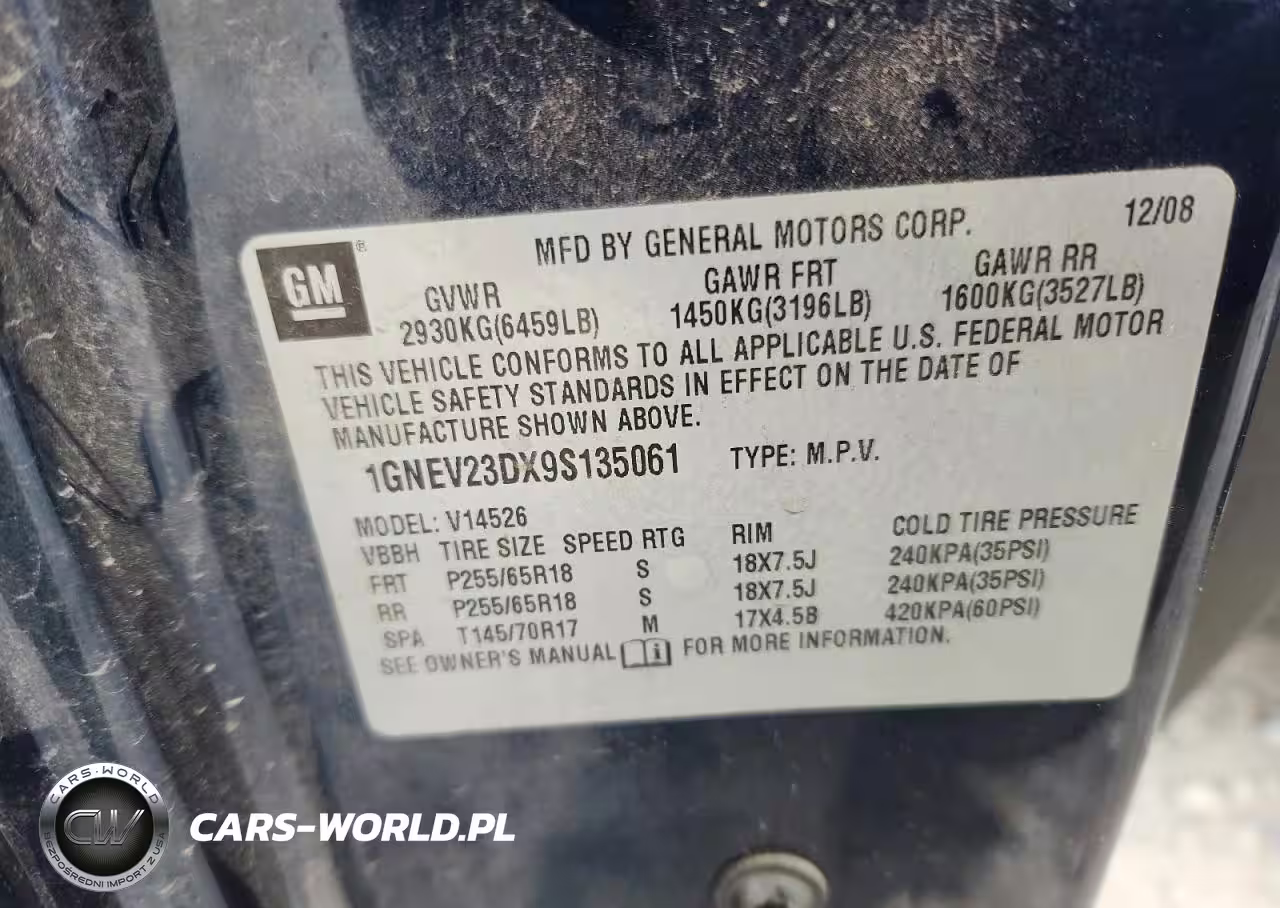 12/08
MFD BY GENERAL MOTORS CORP.
GM ®
GVWR GAWR FRT GAWR RR
2930KG(6459LB) 1450KG(3196LB) 1600KG(3527LB)
THIS VEHICLE CONFORMS TO ALL APPLICABLE U.S. FEDERAL MOTOR
VEHICLE SAFETY STANDARDS IN EFFECT ON THE DATE OF
MANUFACTURE SHOWN ABOVE.
1GNEV23DX9S135061 TYPE: M.P.V.
MODEL: V14526
VBBH TIRE SIZE SPEED RTG RIM COLD TIRE PRESSURE
FRT P255/65R18 S 18X7.5J 240KPA(35PSI)
RR P255/65R18 S 18X7.5J 240KPA(35PSI)
SPA T145/70R17 M 17X4.5B 420KPA(60PSI)
SEE OWNER'S MANUAL i FOR MORE INFORMATION.
CARS-WORLD
CW
BEZPOŚREDNI IMPORT Z USA
CARS-WORLD.PL